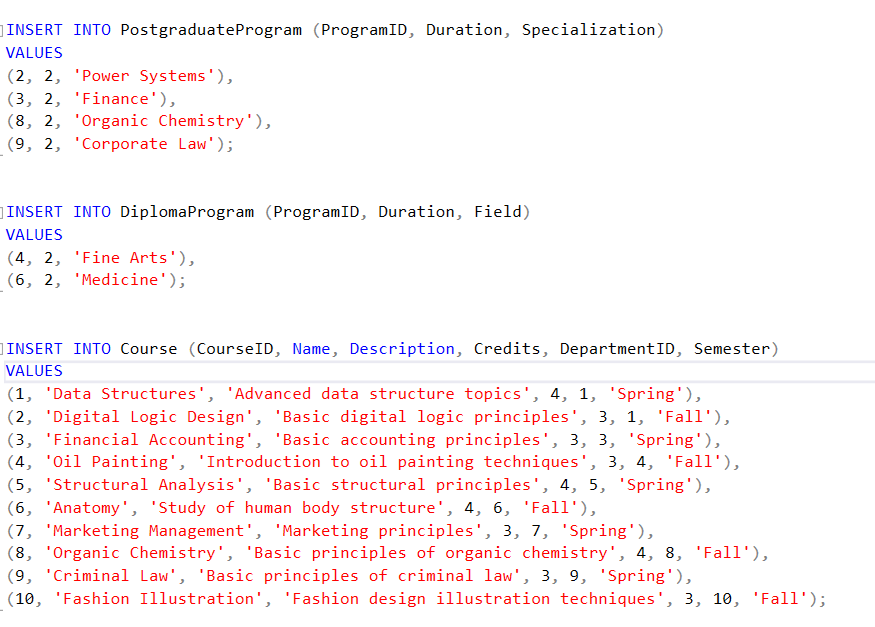 INSERT INTO PostgraduateProgram (ProgramID, Duration, Specialization)
VALUES
(2, 2, 'Power Systems'),
(3, 2, 'Finance'),
(8, 2, 'Organic Chemistry'),
(9, 2, 'Corporate Law');
INSERT INTO DiplomaProgram (ProgramID, Duration, Field)
VALUES
(4, 2, 'Fine Arts'),
(6, 2, 'Medicine');
INSERT INTO Course (CourseID, Name, Description, Credits, DepartmentID, Semester)
VALUES
(1, 'Data Structures', 'Advanced data structure topics', 4, 1, 'Spring'),
(2, 'Digital Logic Design', 'Basic digital logic principles', 3, 1, 'Fall'),
(3, 'Financial Accounting', 'Basic accounting principles', 3, 3, 'Spring'),
(4, 'Oil Painting', 'Introduction to oil painting techniques', 3, 4, 'Fall'),
(5, 'Structural Analysis', 'Basic structural principles', 4, 5, 'Spring'),
(6, 'Anatomy', 'Study of human body structure', 4, 6, 'Fall'),
(7, 'Marketing Management', 'Marketing principles', 3, 7, 'Spring'),
(8, 'Organic Chemistry', 'Basic principles of organic chemistry', 4, 8, 'Fall'),
(9, 'Criminal Law', 'Basic principles of criminal law', 3, 9, 'Spring'),
(10, 'Fashion Illustration', 'Fashion design illustration techniques', 3, 10, 'Fall');